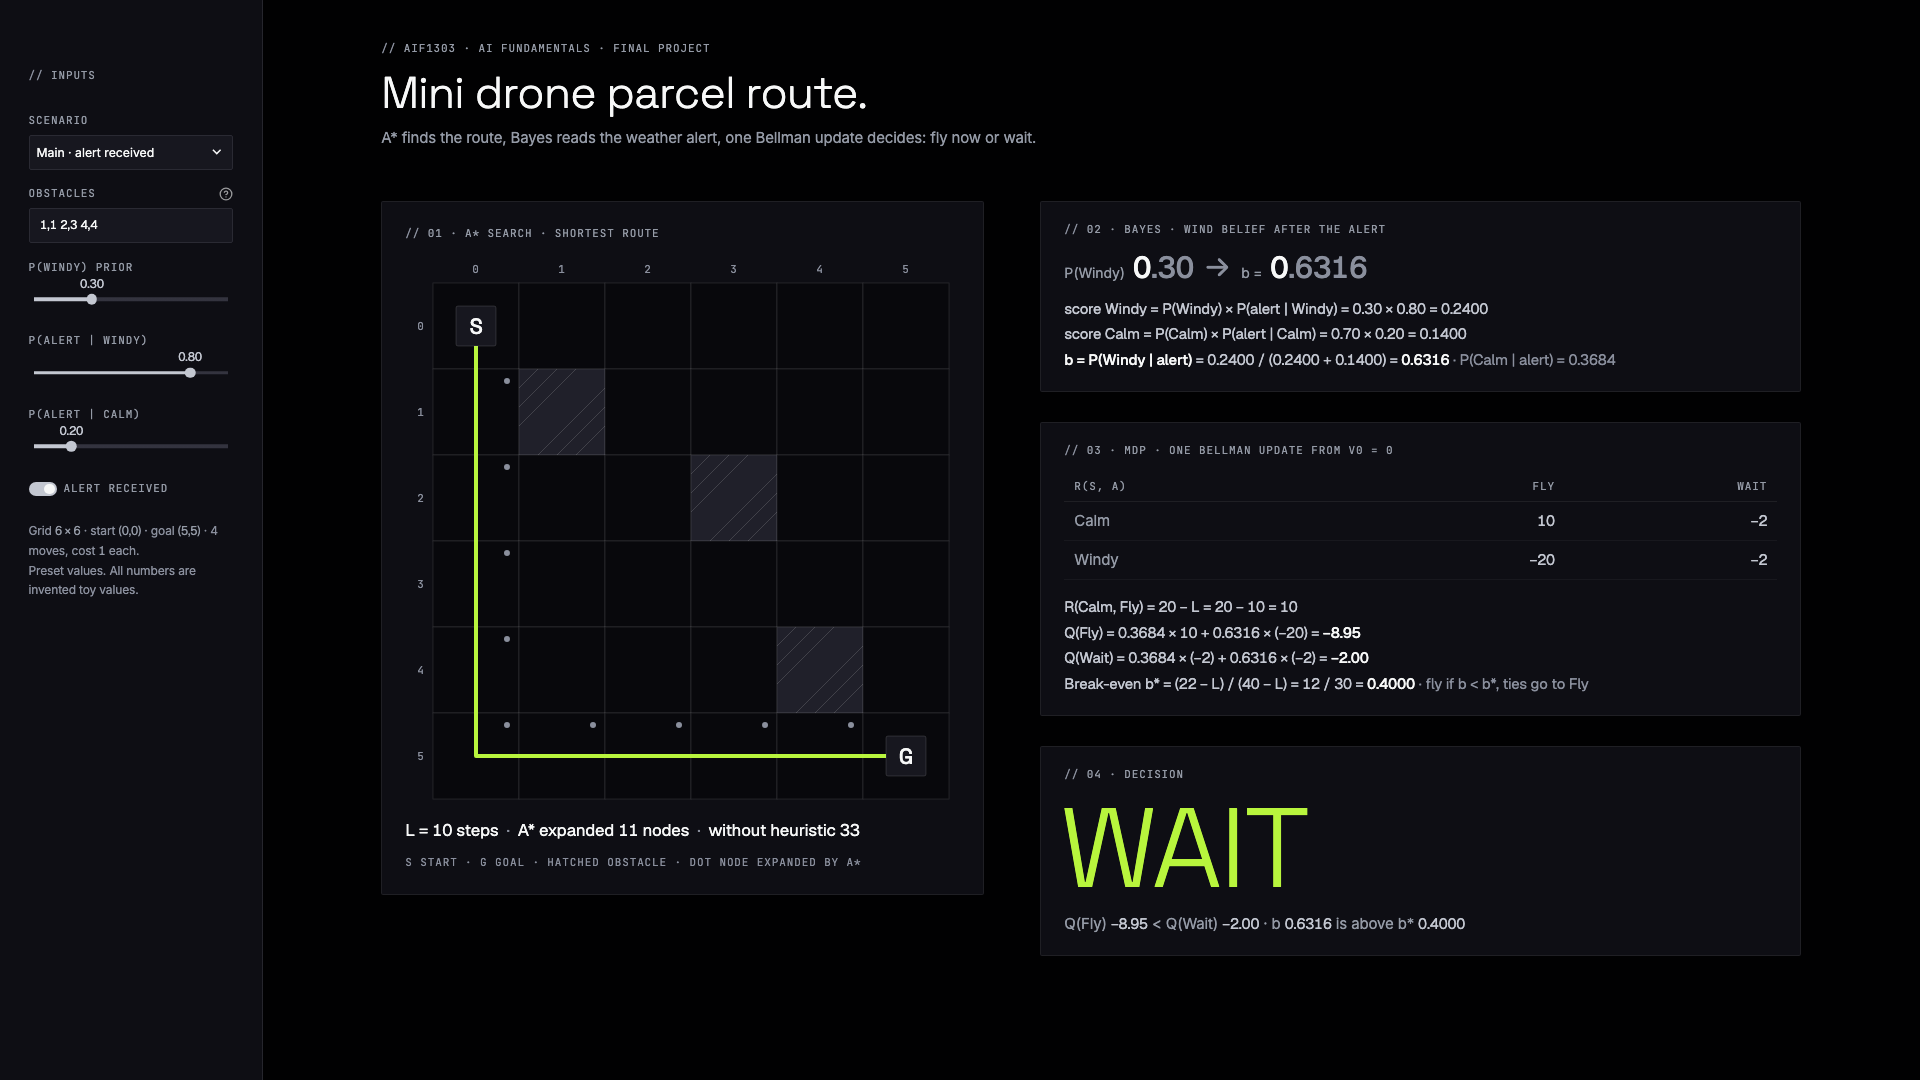 // INPUTS
SCENARIO
Main · alert received
OBSTACLES
1,1 2,3 4,4
P(WINDY) PRIOR
0.30
P(ALERT | WINDY)
0.80
P(ALERT | CALM)
0.20
ALERT RECEIVED
Grid 6 × 6 · start (0,0) · goal (5,5) · 4
moves, cost 1 each.
Preset values. All numbers are
invented toy values.
// AIF1303 · AI FUNDAMENTALS · FINAL PROJECT
Mini drone parcel route.
A* finds the route, Bayes reads the weather alert, one Bellman update decides: fly now or wait.
// 01 · A* SEARCH · SHORTEST ROUTE
0 1 2 3 4 5
0
S
1
2
3
4
5
G
L = 10 steps · A* expanded 11 nodes · without heuristic 33
S START · G GOAL · HATCHED OBSTACLE · DOT NODE EXPANDED BY A*
// 02 · BAYES · WIND BELIEF AFTER THE ALERT
P(Windy) 0.30 → b = 0.6316
score Windy = P(Windy) × P(alert | Windy) = 0.30 × 0.80 = 0.2400
score Calm = P(Calm) × P(alert | Calm) = 0.70 × 0.20 = 0.1400
b = P(Windy | alert) = 0.2400 / (0.2400 + 0.1400) = 0.6316 · P(Calm | alert) = 0.3684
// 03 · MDP · ONE BELLMAN UPDATE FROM V0 = 0
R(S, A) FLY WAIT
Calm 10 −2
Windy −20 −2
R(Calm, Fly) = 20 − L = 20 − 10 = 10
Q(Fly) = 0.3684 × 10 + 0.6316 × (−20) = −8.95
Q(Wait) = 0.3684 × (−2) + 0.6316 × (−2) = −2.00
Break-even b* = (22 − L) / (40 − L) = 12 / 30 = 0.4000 · fly if b < b*, ties go to Fly
// 04 · DECISION
WAIT
Q(Fly) −8.95 < Q(Wait) −2.00 · b 0.6316 is above b* 0.4000